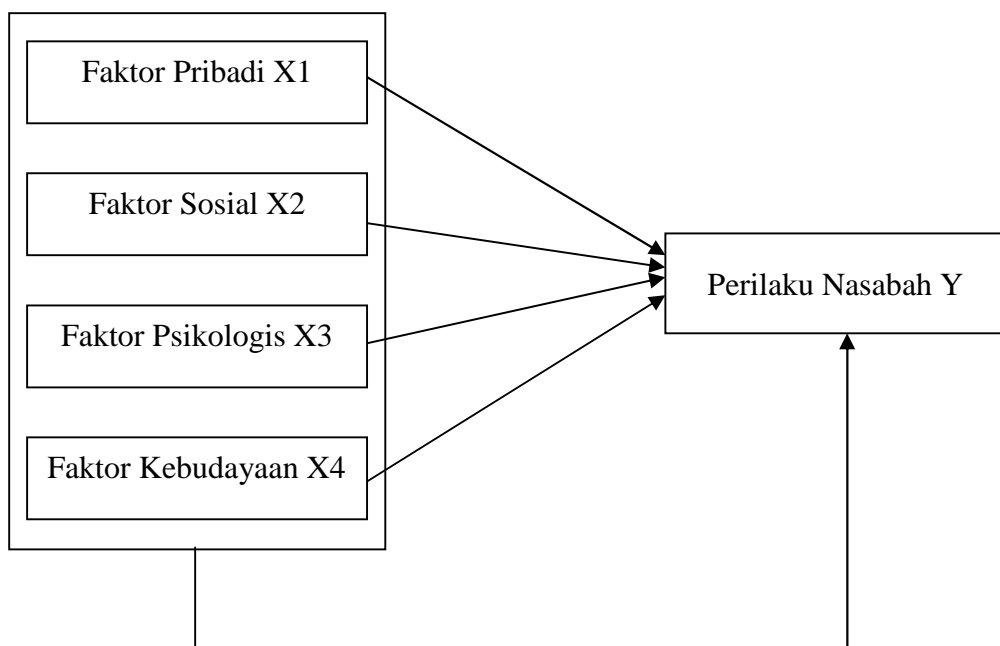 Faktor Pribadi X1
Faktor Sosial X2
Perilaku Nasabah Y
Faktor Psikologis X3
Faktor Kebudayaan X4